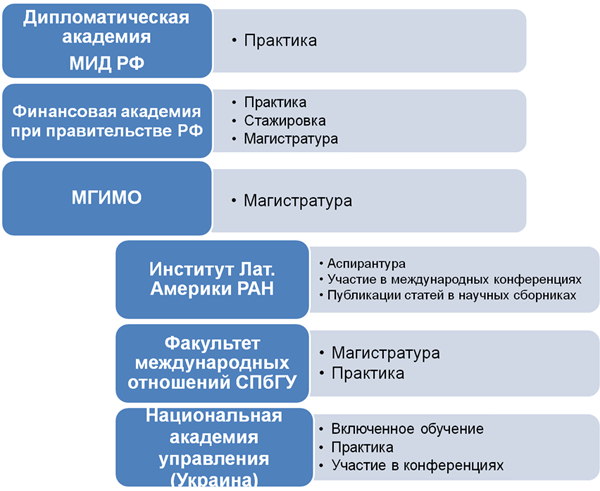 Дипломатическая
академия
МИД РФ
• Практика
Финансовая академия
при правительстве РФ
• Практика
• Стажировка
• Магистратура
МГИМО
• Магистратура
Институт Лат.
Америки РАН
• Аспирантура
• Участие в международных конференциях
• Публикации статей в научных сборниках
Факультет
международных
отношений СПбГУ
• Магистратура
• Практика
Национальная
академия
управления
(Украина)
• Включенное обучение
• Практика
• Участие в конференциях